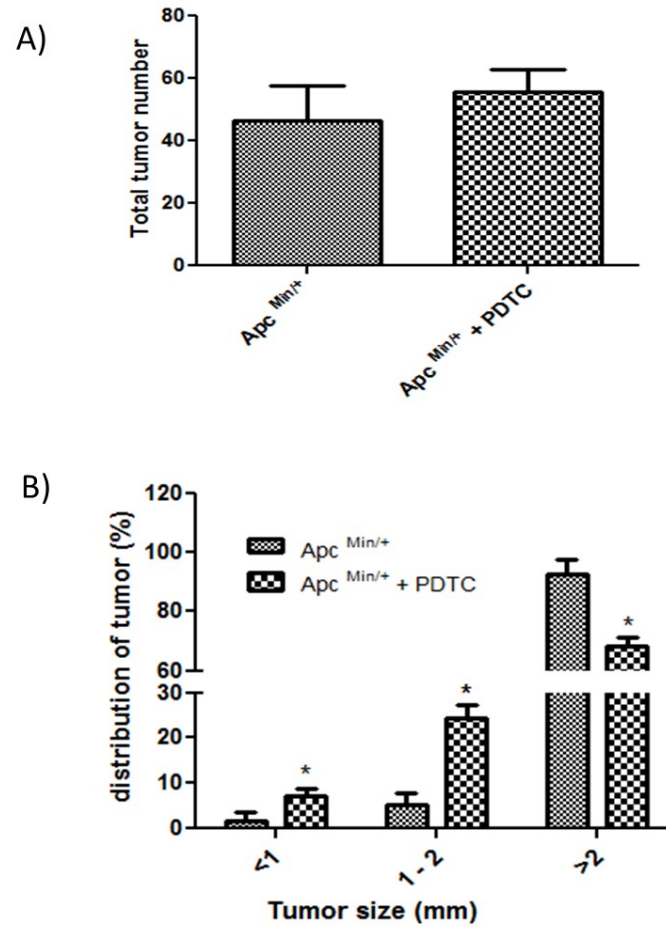 A)
Total tumor number
80
60
40
20
0
Apc Min/+
Apc Min/+ + PDTC
B)
distribution of tumor (%)
120
100
80
60
30
20
10
0
Apc Min/+
Apc Min/+ + PDTC
*
*
*
<1
1 - 2
>2
Tumor size (mm)